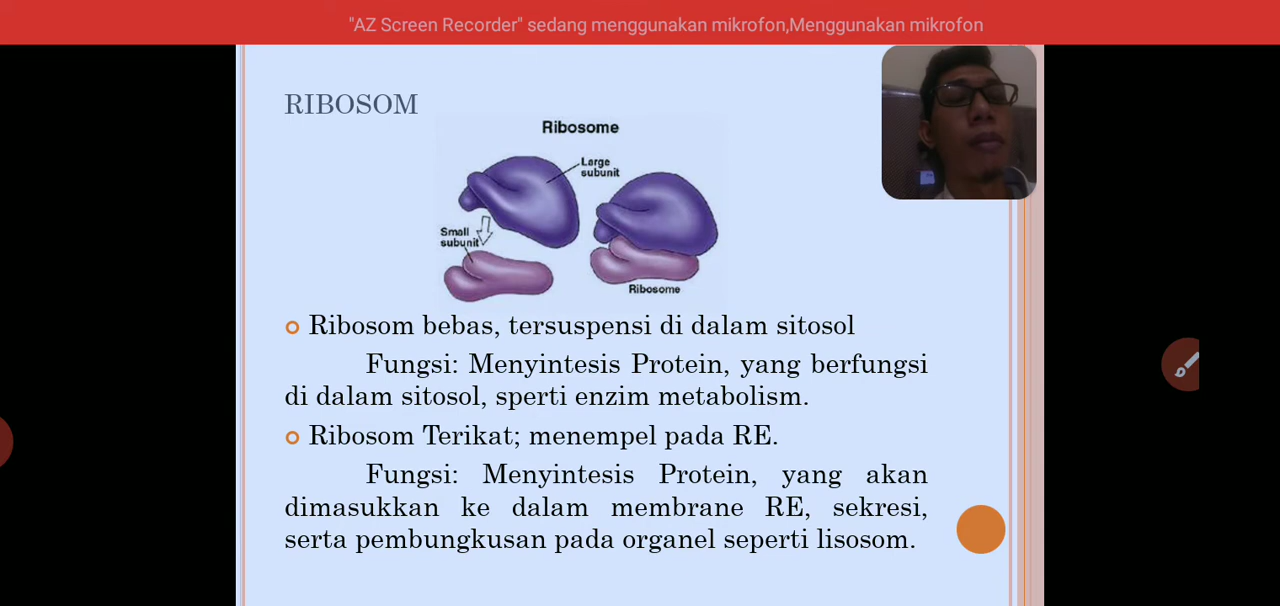 "AZ Screen Recorder" sedang menggunakan mikrofon,Menggunakan mikrofon
RIBOSOM
Ribosome
Large
subunit
Small
subunit
Ribosome
Ribosom bebas, tersuspensi di dalam sitosol
Fungsi: Menyintesis Protein, yang berfungsi
di dalam sitosol, sperti enzim metabolism.
Ribosom Terikat; menempel pada RE.
Fungsi: Menyintesis Protein, yang akan
dimasukkan ke dalam membrane RE, sekresi,
serta pembungkusan pada organel seperti lisosom.